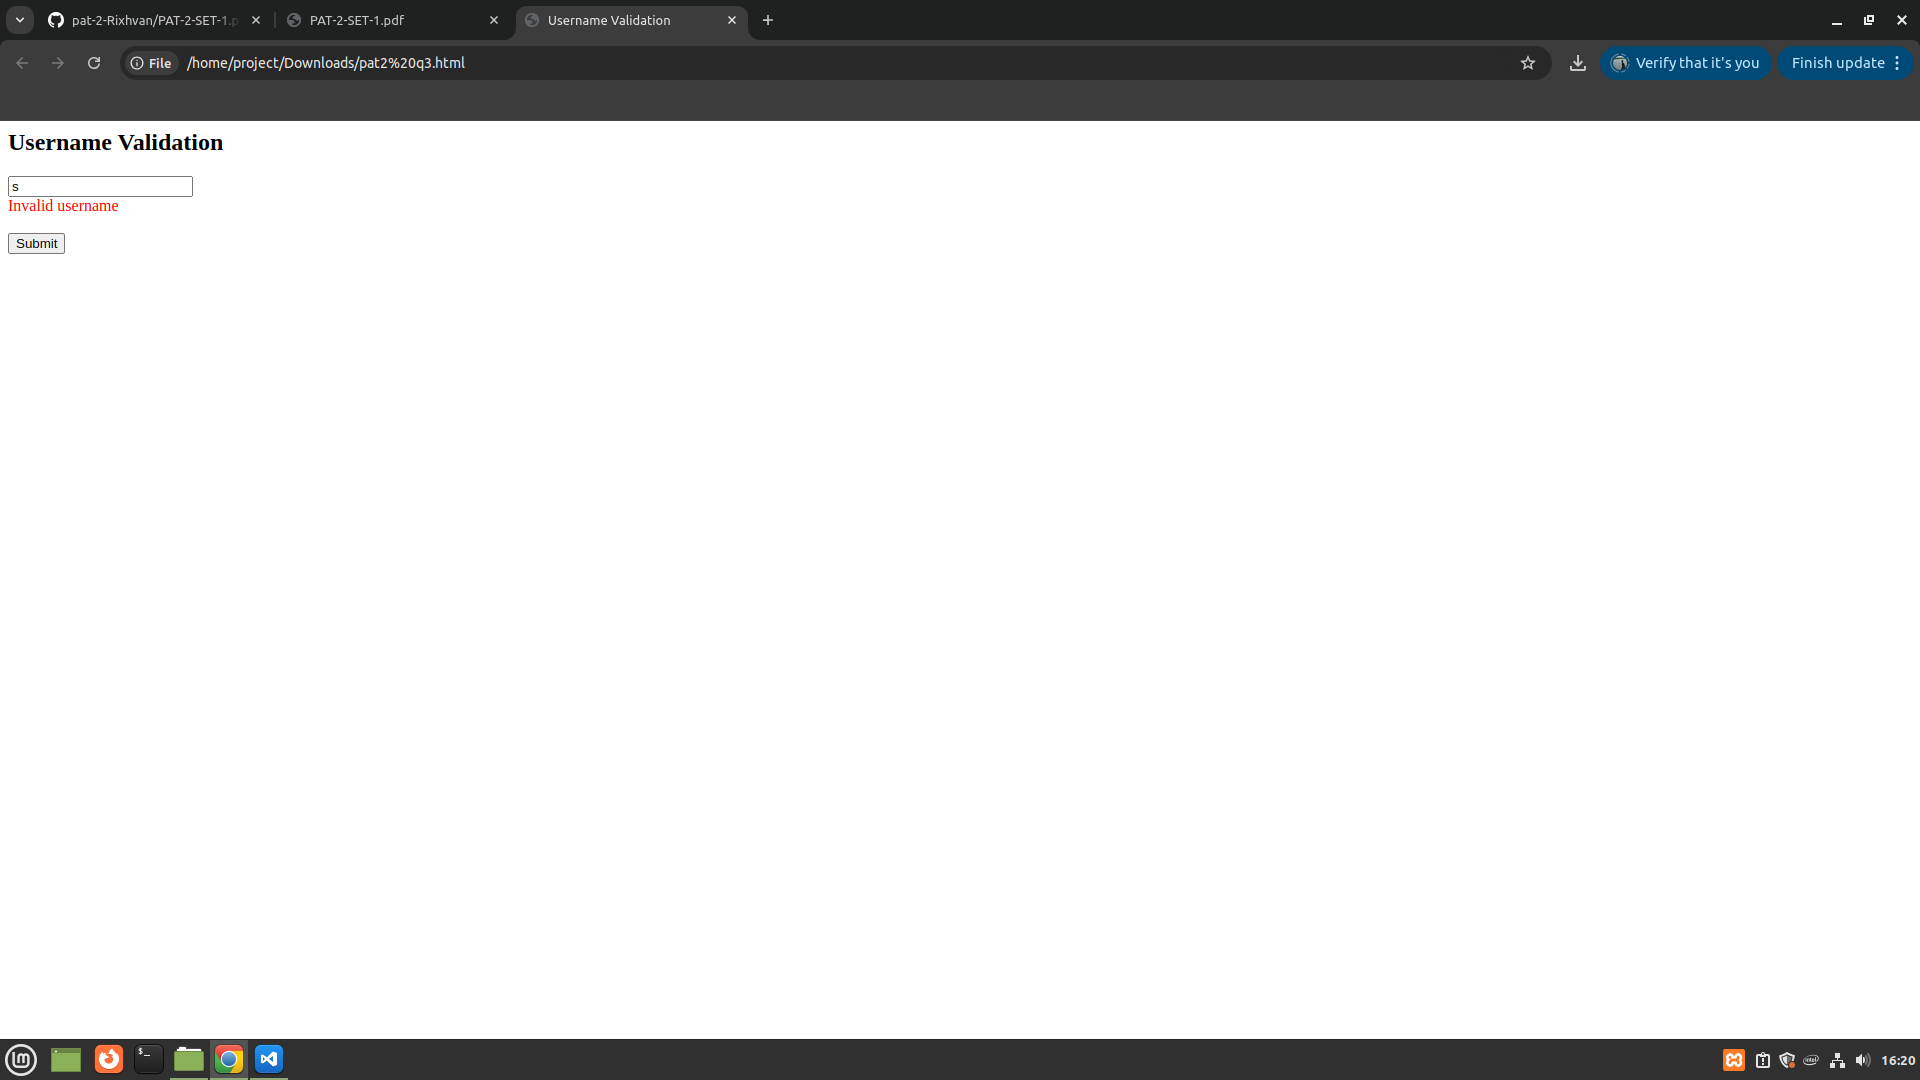 pat-2-Rixhvan/PAT-2-SET-1.p
PAT-2-SET-1.pdf
Username Validation
File
/home/project/Downloads/pat2%20q3.html
Verify that it's you
Finish update
Username Validation
s
Invalid username
Submit
16:20